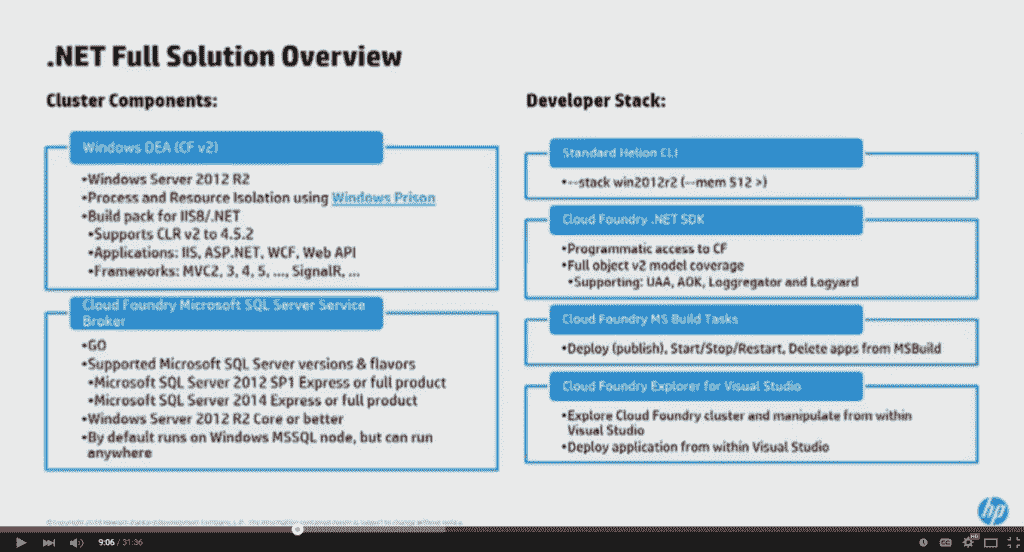 .NET Full Solution Overview
Cluster Components:
Windows DEA (CF v2)
•Windows Server 2012 R2
•Process and Resource Isolation using Windows Prison
•Build pack for IIS8/.NET
•Supports CLR v2 to 4.5.2
•Applications: IIS, ASP.NET, WCF, Web API
•Frameworks: MVC2, 3, 4, 5, ..., SignalR, ...
Cloud Foundry Microsoft SQL Server Service
Broker
•GO
•Supported Microsoft SQL Server versions & flavors
•Microsoft SQL Server 2012 SP1 Express or full product
•Microsoft SQL Server 2014 Express or full product
•Windows Server 2012 R2 Core or better
•By default runs on Windows MSSQL node, but can run
anywhere
Developer Stack:
Standard Helion CLI
•--stack win2012r2 (--mem 512 >)
Cloud Foundry .NET SDK
•Programmatic access to CF
•Full object v2 model coverage
•Supporting: UAA, AOK, Loggregator and Logyard
Cloud Foundry MS Build Tasks
•Deploy (publish), Start/Stop/Restart, Delete apps from MSBuild
Cloud Foundry Explorer for Visual Studio
•Explore Cloud Foundry cluster and manipulate from within
Visual Studio
•Deploy application from within Visual Studio
hp
9:06 / 31:36